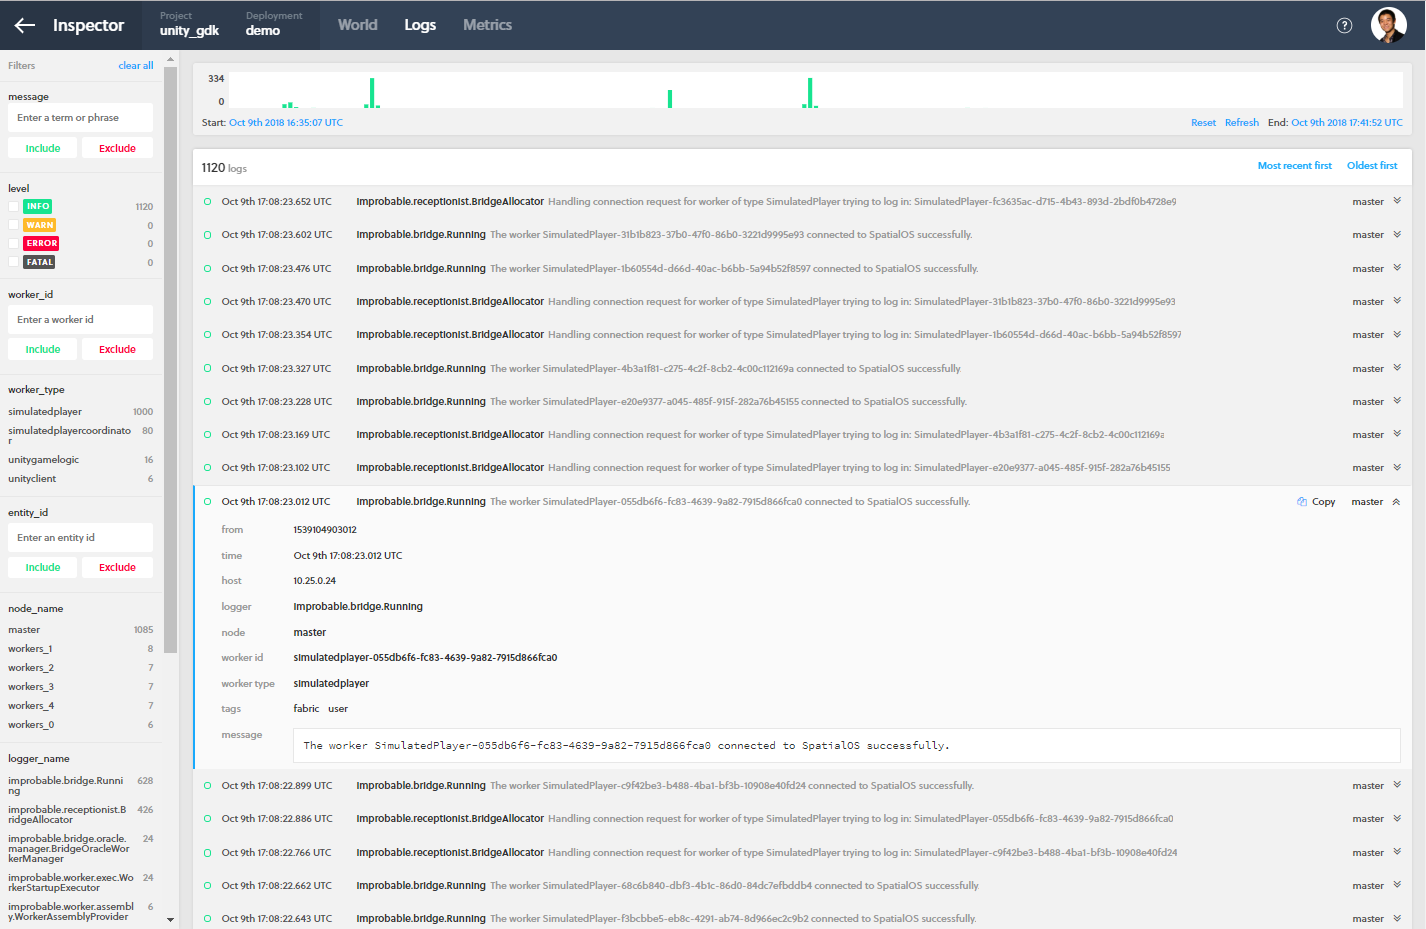 Inspector
Project
unity_gdk
Deployment
demo
World
Logs
Metrics
?
Filters
clear all
message
Enter a term or phrase
Include
Exclude
level
INFO
1120
WARN
0
ERROR
0
FATAL
0
worker_id
Enter a worker id
Include
Exclude
worker_type
simulatedplayer
1000
simulatedplayercoordinato
r
80
unitygamelogic
16
unityclient
6
entity_id
Enter an entity id
Include
Exclude
node_name
master
1085
workers_1
8
workers_2
7
workers_3
7
workers_4
7
workers_0
6
logger_name
improbable.bridge.Runni
ng
628
improbable.receptionist.B
ridgeAllocator
426
improbable.bridge.oracle.
manager.BridgeOracleWo
rkerManager
24
improbable.worker.exec.Wo
rkerStartupExecutor
24
improbable.worker.assembl
y.WorkerAssemblyProvider
6
334
0
Start: Oct 9th 2018 16:35:07 UTC
Reset Refresh End: Oct 9th 2018 17:41:52 UTC
1120 logs
Most recent first Oldest first
Oct 9th 17:08:23.652 UTC improbable.receptionist.BridgeAllocator Handling connection request for worker of type SimulatedPlayer trying to log in: SimulatedPlayer-fc3635ac-d715-4b43-893d-2bdf0b4728e9 master
Oct 9th 17:08:23.602 UTC improbable.bridge.Running The worker SimulatedPlayer-31b1b823-37b0-47f0-86b0-3221d9995e93 connected to SpatialOS successfully. master
Oct 9th 17:08:23.476 UTC improbable.bridge.Running The worker SimulatedPlayer-1b60554d-d66d-40ac-b6bb-5a94b52f8597 connected to SpatialOS successfully. master
Oct 9th 17:08:23.470 UTC improbable.receptionist.BridgeAllocator Handling connection request for worker of type SimulatedPlayer trying to log in: SimulatedPlayer-31b1b823-37b0-47f0-86b0-3221d9995e93 master
Oct 9th 17:08:23.354 UTC improbable.receptionist.BridgeAllocator Handling connection request for worker of type SimulatedPlayer trying to log in: SimulatedPlayer-1b60554d-d66d-40ac-b6bb-5a94b52f8597 master
Oct 9th 17:08:23.327 UTC improbable.bridge.Running The worker SimulatedPlayer-4b3a1f81-c275-4c2f-8cb2-4c00c112169a connected to SpatialOS successfully. master
Oct 9th 17:08:23.228 UTC improbable.bridge.Running The worker SimulatedPlayer-e20e9377-a045-485f-915f-282a76b45155 connected to SpatialOS successfully. master
Oct 9th 17:08:23.169 UTC improbable.receptionist.BridgeAllocator Handling connection request for worker of type SimulatedPlayer trying to log in: SimulatedPlayer-4b3a1f81-c275-4c2f-8cb2-4c00c112169a master
Oct 9th 17:08:23.102 UTC improbable.receptionist.BridgeAllocator Handling connection request for worker of type SimulatedPlayer trying to log in: SimulatedPlayer-e20e9377-a045-485f-915f-282a76b45155 master
Oct 9th 17:08:23.012 UTC improbable.bridge.Running The worker SimulatedPlayer-055db6f6-fc83-4639-9a82-7915d866fca0 connected to SpatialOS successfully. Copy master
from 1539104903012
time Oct 9th 17:08:23.012 UTC
host 10.25.0.24
logger improbable.bridge.Running
node master
worker id simulatedplayer-055db6f6-fc83-4639-9a82-7915d866fca0
worker type simulatedplayer
tags fabric user
message The worker SimulatedPlayer-055db6f6-fc83-4639-9a82-7915d866fca0 connected to SpatialOS successfully.
Oct 9th 17:08:22.899 UTC improbable.bridge.Running The worker SimulatedPlayer-c9f42be3-b488-4ba1-bf3b-10908e40fd24 connected to SpatialOS successfully. master
Oct 9th 17:08:22.886 UTC improbable.receptionist.BridgeAllocator Handling connection request for worker of type SimulatedPlayer trying to log in: SimulatedPlayer-055db6f6-fc83-4639-9a82-7915d866fca0 master
Oct 9th 17:08:22.766 UTC improbable.receptionist.BridgeAllocator Handling connection request for worker of type SimulatedPlayer trying to log in: SimulatedPlayer-c9f42be3-b488-4ba1-bf3b-10908e40fd24 master
Oct 9th 17:08:22.662 UTC improbable.bridge.Running The worker SimulatedPlayer-68c6b840-dbf3-4b1c-86d0-84dc7efbddb4 connected to SpatialOS successfully. master
Oct 9th 17:08:22.643 UTC improbable.bridge.Running The worker SimulatedPlayer-f3bcbbe5-eb8c-4291-ab74-8d966ec2c9b2 connected to SpatialOS successfully. master